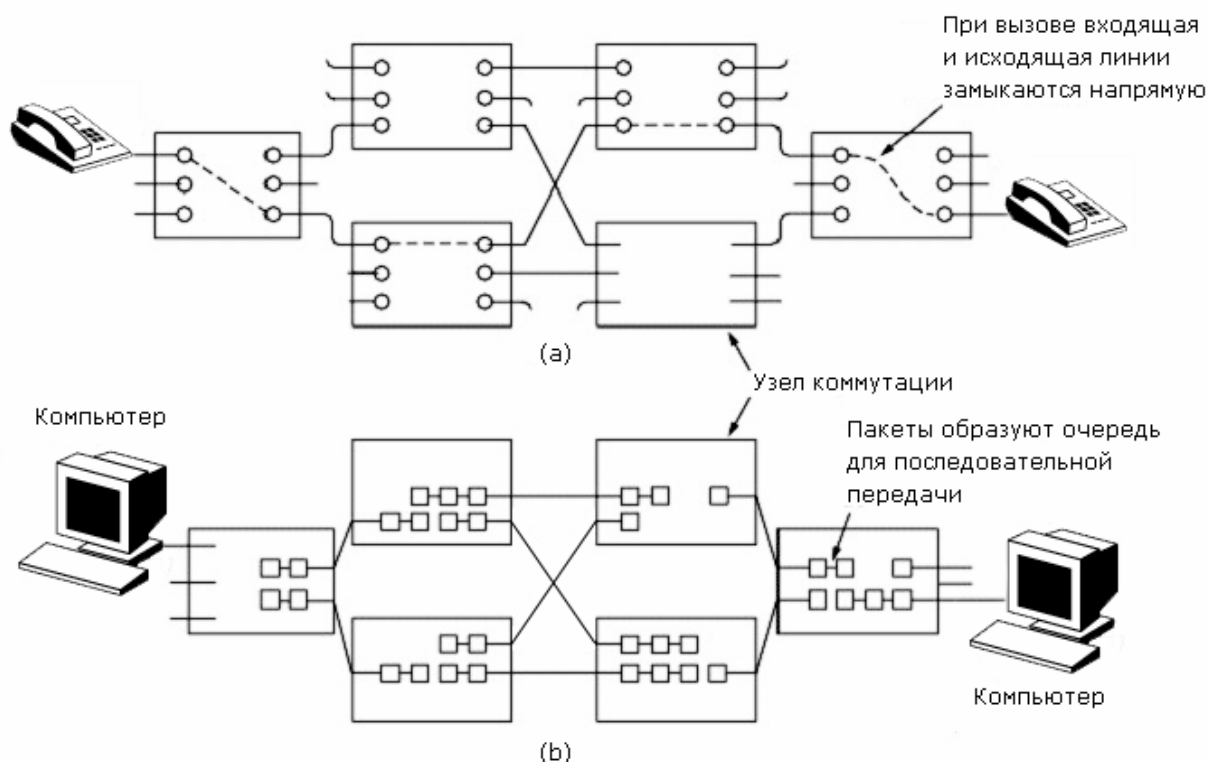 При вызове входящая
и исходящая линии
замыкаются напрямую
(a)
Узел коммутации
Компьютер
Пакеты образуют очередь
для последовательной
передачи
Компьютер
(b)